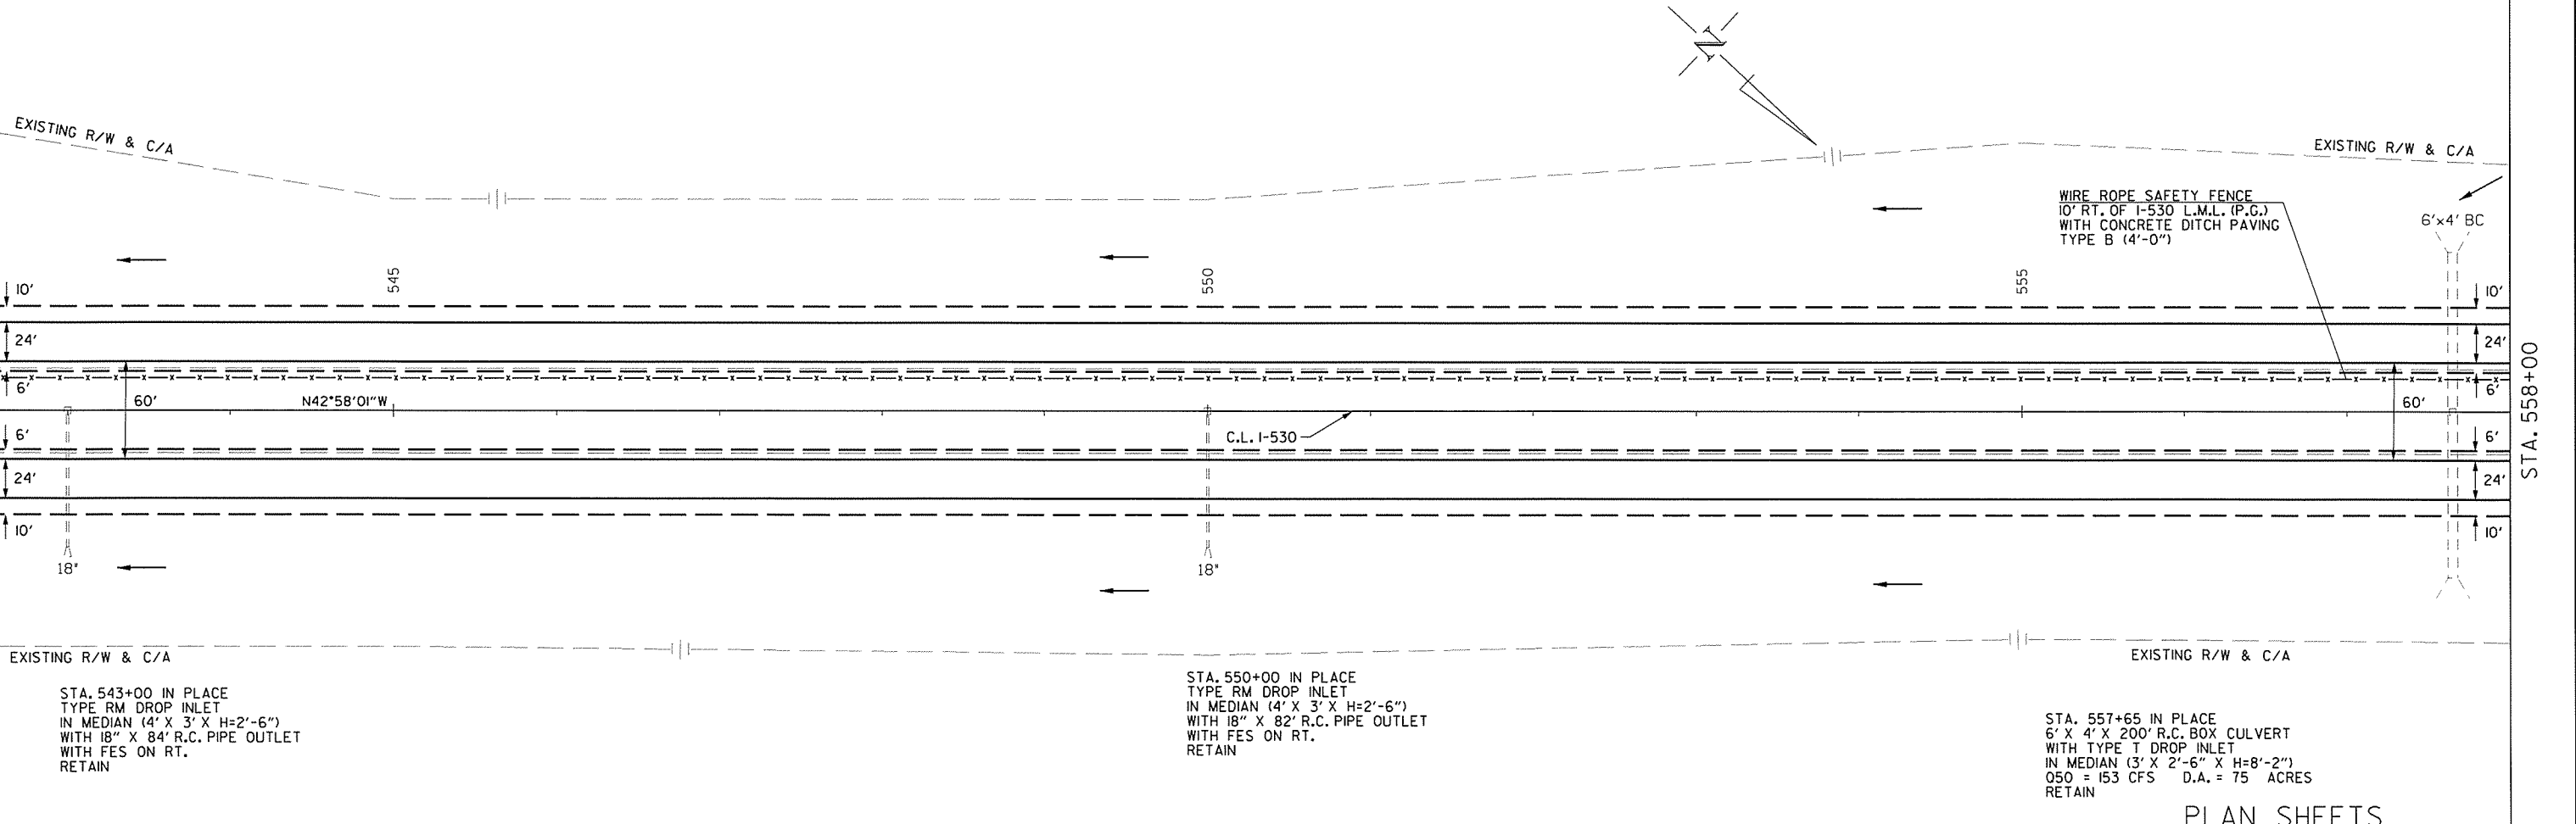 N
EXISTING R/W & C/A
EXISTING R/W & C/A
WIRE ROPE SAFETY FENCE
10' RT. OF I-530 L.M.L. (P.G.)
WITH CONCRETE DITCH PAVING
TYPE B (4'-0")
6'x4' BC
545
550
555
10'
10'
24'
24'
6'
6'
60'
N42°58'01"W
60'
STA. 558+00
6'
C.L. I-530
6'
24'
24'
10'
10'
18"
18"
EXISTING R/W & C/A
EXISTING R/W & C/A
STA. 543+00 IN PLACE
TYPE RM DROP INLET
IN MEDIAN (4' X 3' X H=2'-6")
WITH 18" X 84' R.C. PIPE OUTLET
WITH FES ON RT.
RETAIN
STA. 550+00 IN PLACE
TYPE RM DROP INLET
IN MEDIAN (4' X 3' X H=2'-6")
WITH 18" X 82' R.C. PIPE OUTLET
WITH FES ON RT.
RETAIN
STA. 557+65 IN PLACE
6' X 4' X 200' R.C. BOX CULVERT
WITH TYPE T DROP INLET
IN MEDIAN (3' X 2'-6" X H=8'-2")
Q50 = 153 CFS D.A. = 75 ACRES
RETAIN
PLAN SHEETS